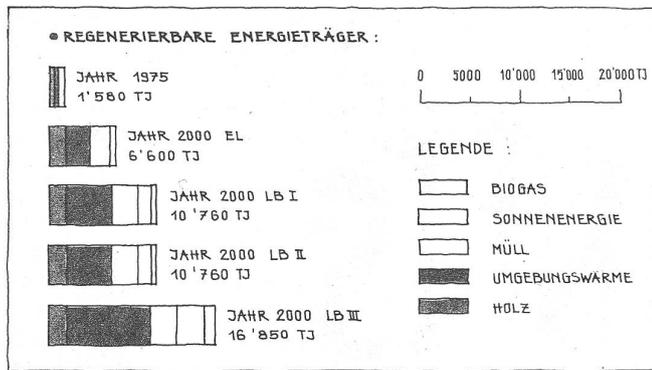 • REGENERIERBARE ENERGIETRÄGER :
JAHR 1975
1'580 TJ
JAHR 2000 EL
6'600 TJ
JAHR 2000 LB I
10'760 TJ
JAHR 2000 LB II
10'760 TJ
JAHR 2000 LB III
16'850 TJ
0 5000 10'000 15'000 20'000 TJ
LEGENDE :
BIOGAS
SONNENENERGIE
MÜLL
UMGEBUNGSWÄRME
HOLZ